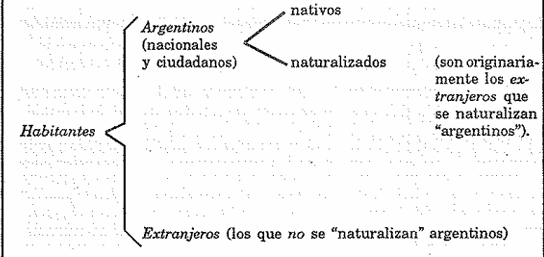 nativos
Argentinos
(nacionales
y ciudadanos)
naturalizados
(son originaria-
mente los ex-
tranjeros que
se naturalizan
“argentinos”).
Habitantes
Extranjeros (los que no se “naturalizan” argentinos)